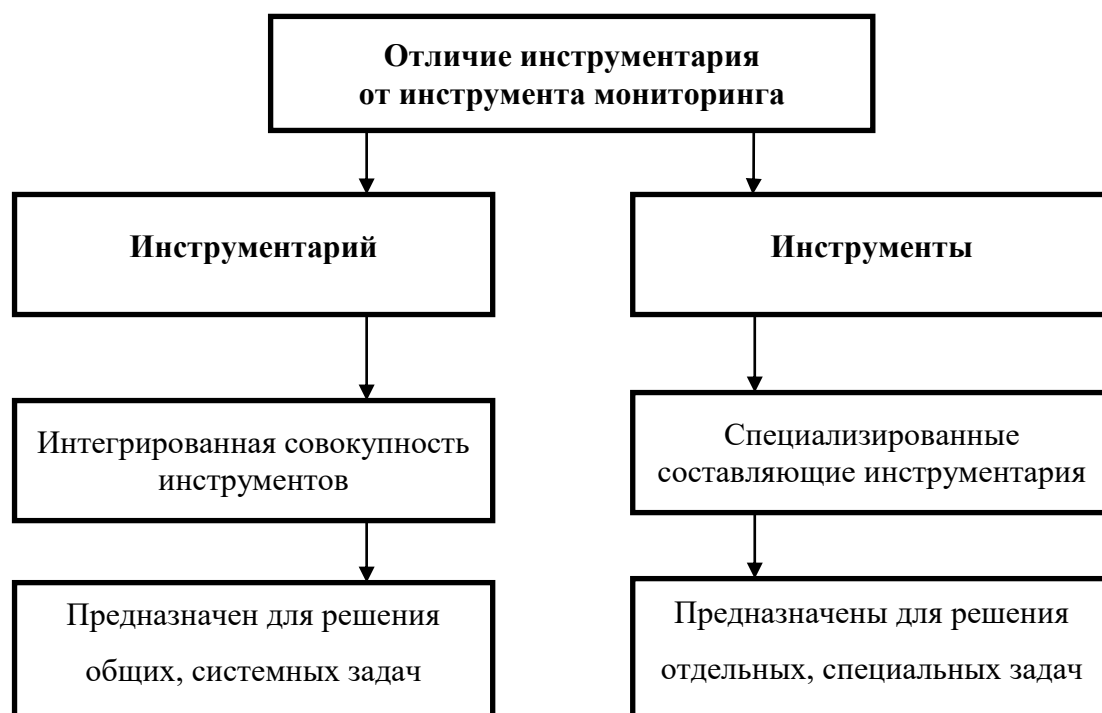 Отличие инструментария
от инструмента мониторинга
Инструментарий
Инструменты
Интегрированная совокупность
инструментов
Специализированные
составляющие инструментария
Предназначен для решения
общих, системных задач
Предназначены для решения
отдельных, специальных задач